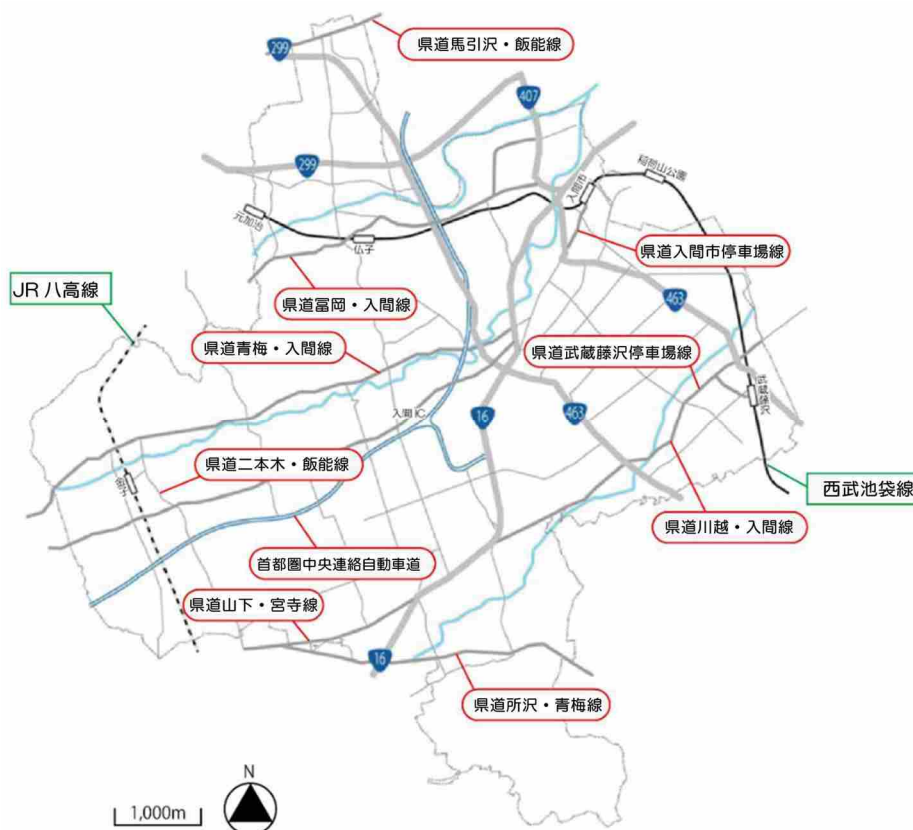 県道馬引沢・飯能線
299
407
299
稲荷山公園
入間市
元加治
仏子
県道入間市停車場線
JR 八高線
県道富岡・入間線
463
県道青梅・入間線
県道武蔵藤沢停車場線
武蔵藤沢
入間IC
16
463
県道二本木・飯能線
金子
西武池袋線
県道川越・入間線
首都圏中央連絡自動車道
県道山下・宮寺線
16
県道所沢・青梅線
1,000m
N